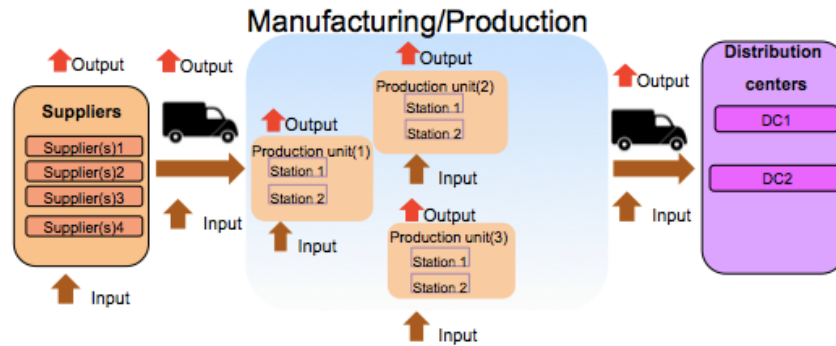 Manufacturing/Production
Output
Output
Suppliers
Supplier(s)1
Supplier(s)2
Supplier(s)3
Supplier(s)4
Input
Input
Output
Production unit(1)
Station 1
Station 2
Input
Output
Production unit(2)
Station 1
Station 2
Input
Output
Production unit(3)
Station 1
Station 2
Input
Output
Input
Distribution
centers
DC1
DC2